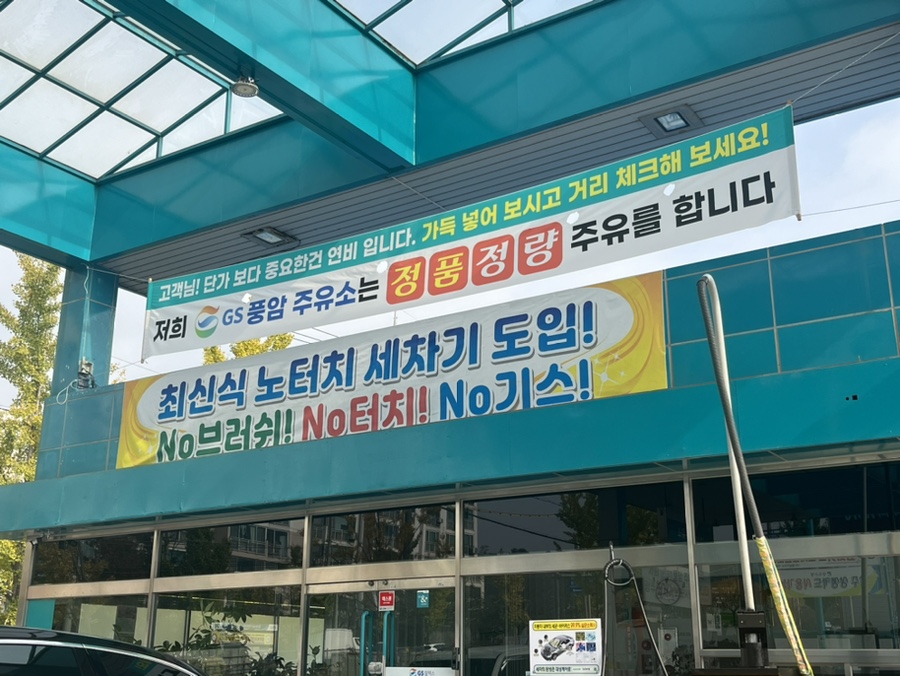 고객님! 단가 보다 중요한건 연비 입니다. 가득 넣어 보시고 거리 체크해 보세요!
저희 GS 풍암 주유소는 정품정량 주유를 합니다
최신식 노터치 세차기 도입!
No브러쉬! No터치! No기스!
GS